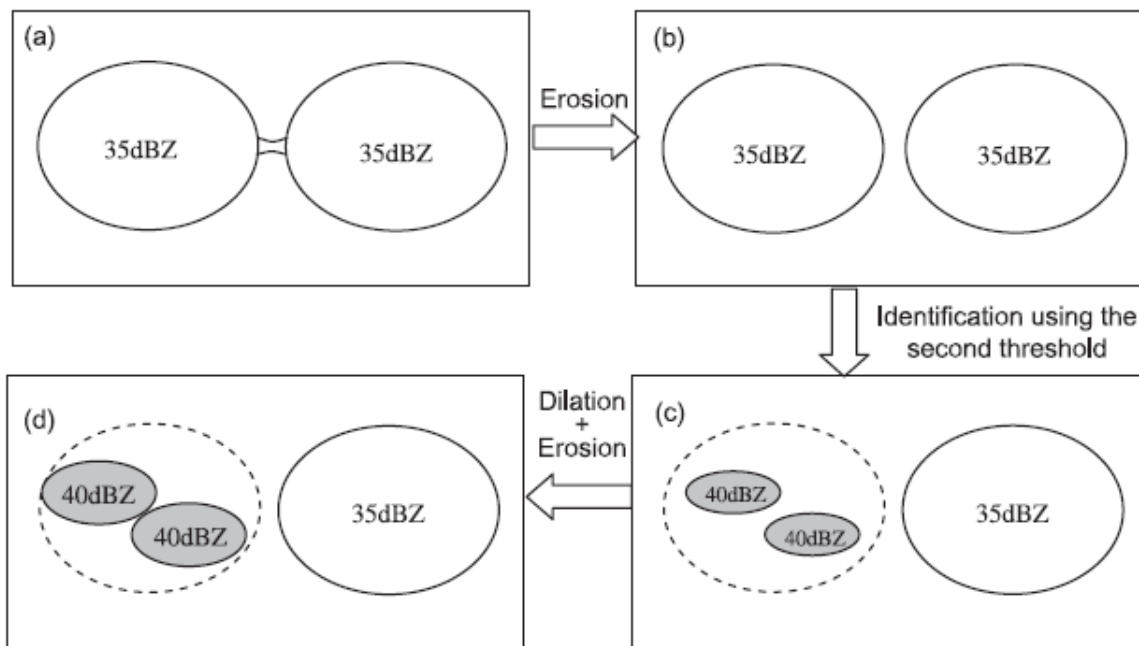 (a)
35dBZ
35dBZ
Erosion
(b)
35dBZ
35dBZ
Identification using the
second threshold
(d)
40dBZ
40dBZ
35dBZ
Dilation
+
Erosion
(c)
40dBZ
40dBZ
35dBZ